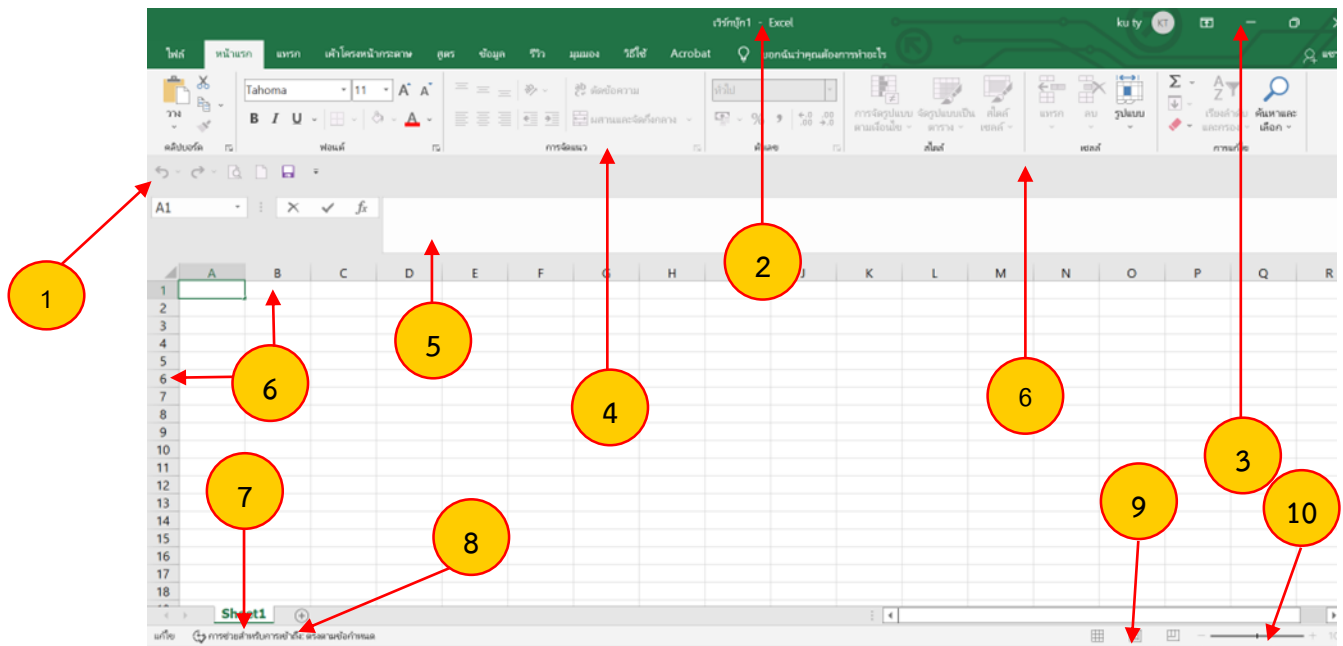 เวิร์กบุ๊ก1 - Excel
ku ty KT
ไฟล์ หน้าแรก แทรก เค้าโครงหน้ากระดาษ สูตร ข้อมูล รีวิว มุมมอง วิธีใช้ Acrobat บอกฉันว่าคุณต้องการทำอะไร
Tahoma 11 ตัดข้อความ ทั่วไป
วาง B I U A ผสานและจัดกึ่งกลาง % การจัดรูปแบบ จัดรูปแบบเป็น สไตล์ แทรก ลบ รูปแบบ เรียงลำดับ ค้นหาและ
ตามเงื่อนไข ตาราง เซลล์ และกรอง เลือก
คลิปบอร์ด ฟอนต์ การจัดแนว ตัวเลข สไตล์ เซลล์ การแก้ไข
A1 fx
A B C D E F G H J K L M N O P Q R
1
2
3
4
5
6
7
8
9
10
11
12
13
14
15
16
17
18
1
2
3
4
5
6
6
7
8
9
10
Sheet1
แก้ไข การช่วยสำหรับการเข้าถึง: ตรงตามข้อกำหนด